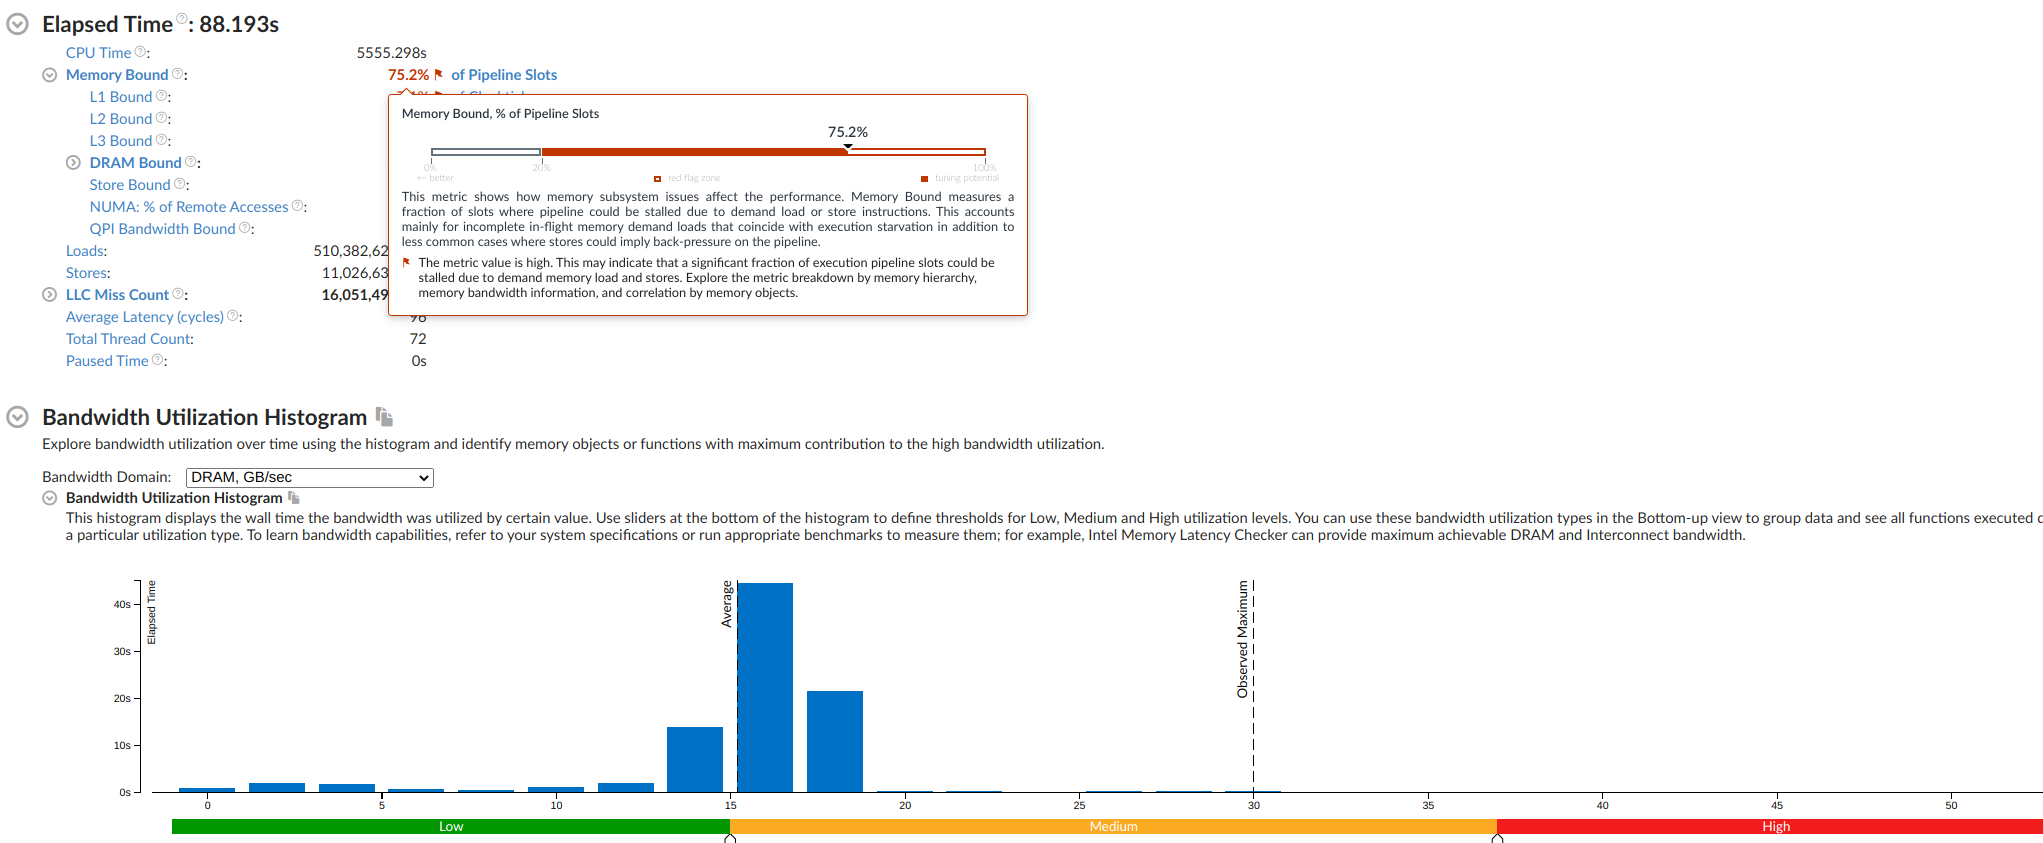 Elapsed Time: 88.193s
CPU Time: 5555.298s
Memory Bound: 75.2% of Pipeline Slots
L1 Bound:
L2 Bound:
L3 Bound:
DRAM Bound:
Store Bound:
NUMA: % of Remote Accesses:
QPI Bandwidth Bound:
Loads: 510,382,62
Stores: 11,026,63
LLC Miss Count: 16,051,49
Average Latency (cycles):
Total Thread Count: 72
Paused Time: 0s
Memory Bound, % of Pipeline Slots
75.2%
0% 20% 100%
← better red flag zone tuning potential
This metric shows how memory subsystem issues affect the performance. Memory Bound measures a
fraction of slots where pipeline could be stalled due to demand load or store instructions. This accounts
mainly for incomplete in-flight memory demand loads that coincide with execution starvation in addition to
less common cases where stores could imply back-pressure on the pipeline.
The metric value is high. This may indicate that a significant fraction of execution pipeline slots could be
stalled due to demand memory load and stores. Explore the metric breakdown by memory hierarchy,
memory bandwidth information, and correlation by memory objects.
Bandwidth Utilization Histogram
Explore bandwidth utilization over time using the histogram and identify memory objects or functions with maximum contribution to the high bandwidth utilization.
Bandwidth Domain: DRAM, GB/sec
Bandwidth Utilization Histogram
This histogram displays the wall time the bandwidth was utilized by certain value. Use sliders at the bottom of the histogram to define thresholds for Low, Medium and High utilization levels. You can use these bandwidth utilization types in the Bottom-up view to group data and see all functions executed
a particular utilization type. To learn bandwidth capabilities, refer to your system specifications or run appropriate benchmarks to measure them; for example, Intel Memory Latency Checker can provide maximum achievable DRAM and Interconnect bandwidth.
Elapsed Time
Average
Observed Maximum
40s
30s
20s
10s
0s
0 5 10 15 20 25 30 35 40 45 50
Low Medium High